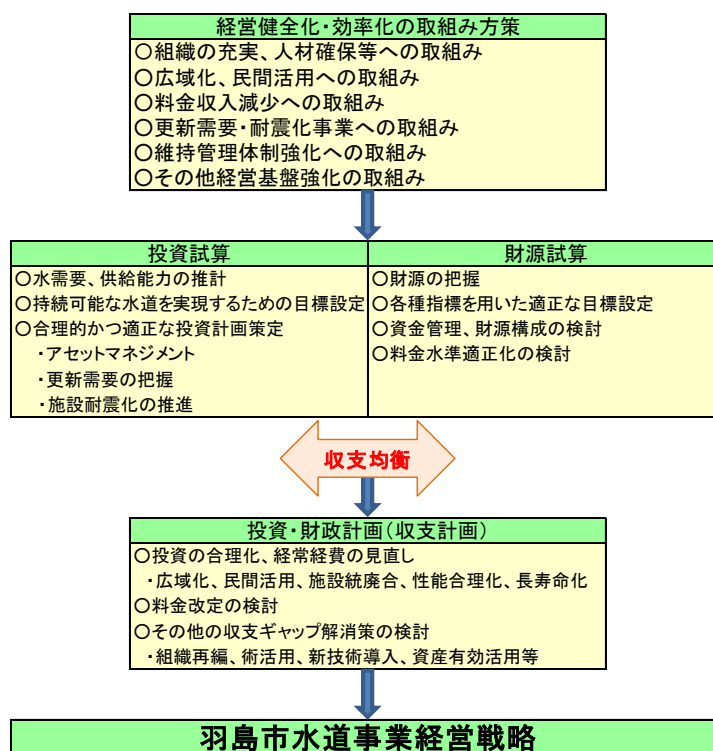 経営健全化・効率化の取組み方策
〇組織の充実、人材確保等への取組み
〇広域化、民間活用への取組み
〇料金収入減少への取組み
〇更新需要・耐震化事業への取組み
〇維持管理体制強化への取組み
〇その他経営基盤強化の取組み
投資試算
〇水需要、供給能力の推計
〇持続可能な水道を実現するための目標設定
〇合理的かつ適正な投資計画策定
・アセットマネジメント
・更新需要の把握
・施設耐震化の推進
財源試算
〇財源の把握
〇各種指標を用いた適正な目標設定
〇資金管理、財源構成の検討
〇料金水準適正化の検討
収支均衡
投資・財政計画(収支計画)
〇投資の合理化、経常経費の見直し
・広域化、民間活用、施設統廃合、性能合理化、長寿命化
〇料金改定の検討
〇その他の収支ギャップ解消策の検討
・組織再編、術活用、新技術導入、資産有効活用等
羽島市水道事業経営戦略